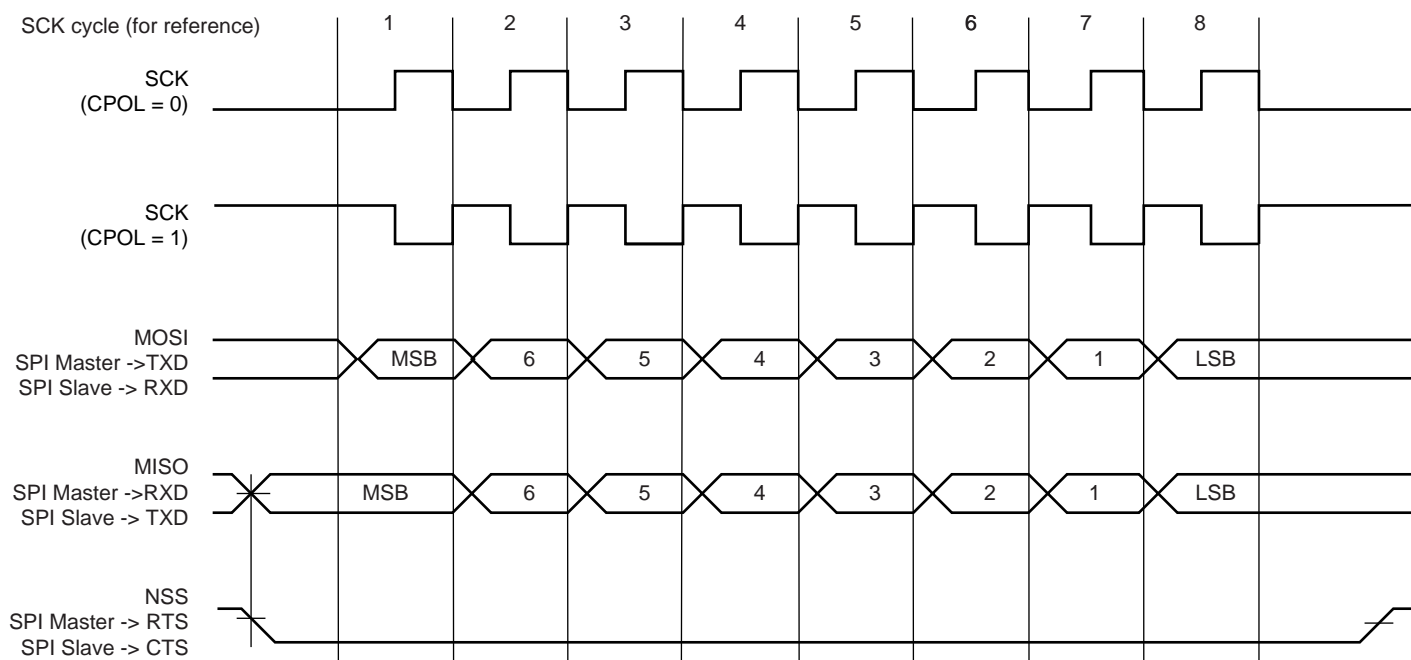 SCK cycle (for reference)
1 2 3 4 5 6 7 8
SCK
(CPOL = 0)
SCK
(CPOL = 1)
MOSI
SPI Master ->TXD
SPI Slave -> RXD
MSB 6 5 4 3 2 1 LSB
MISO
SPI Master ->RXD
SPI Slave -> TXD
MSB 6 5 4 3 2 1 LSB
NSS
SPI Master -> RTS
SPI Slave -> CTS